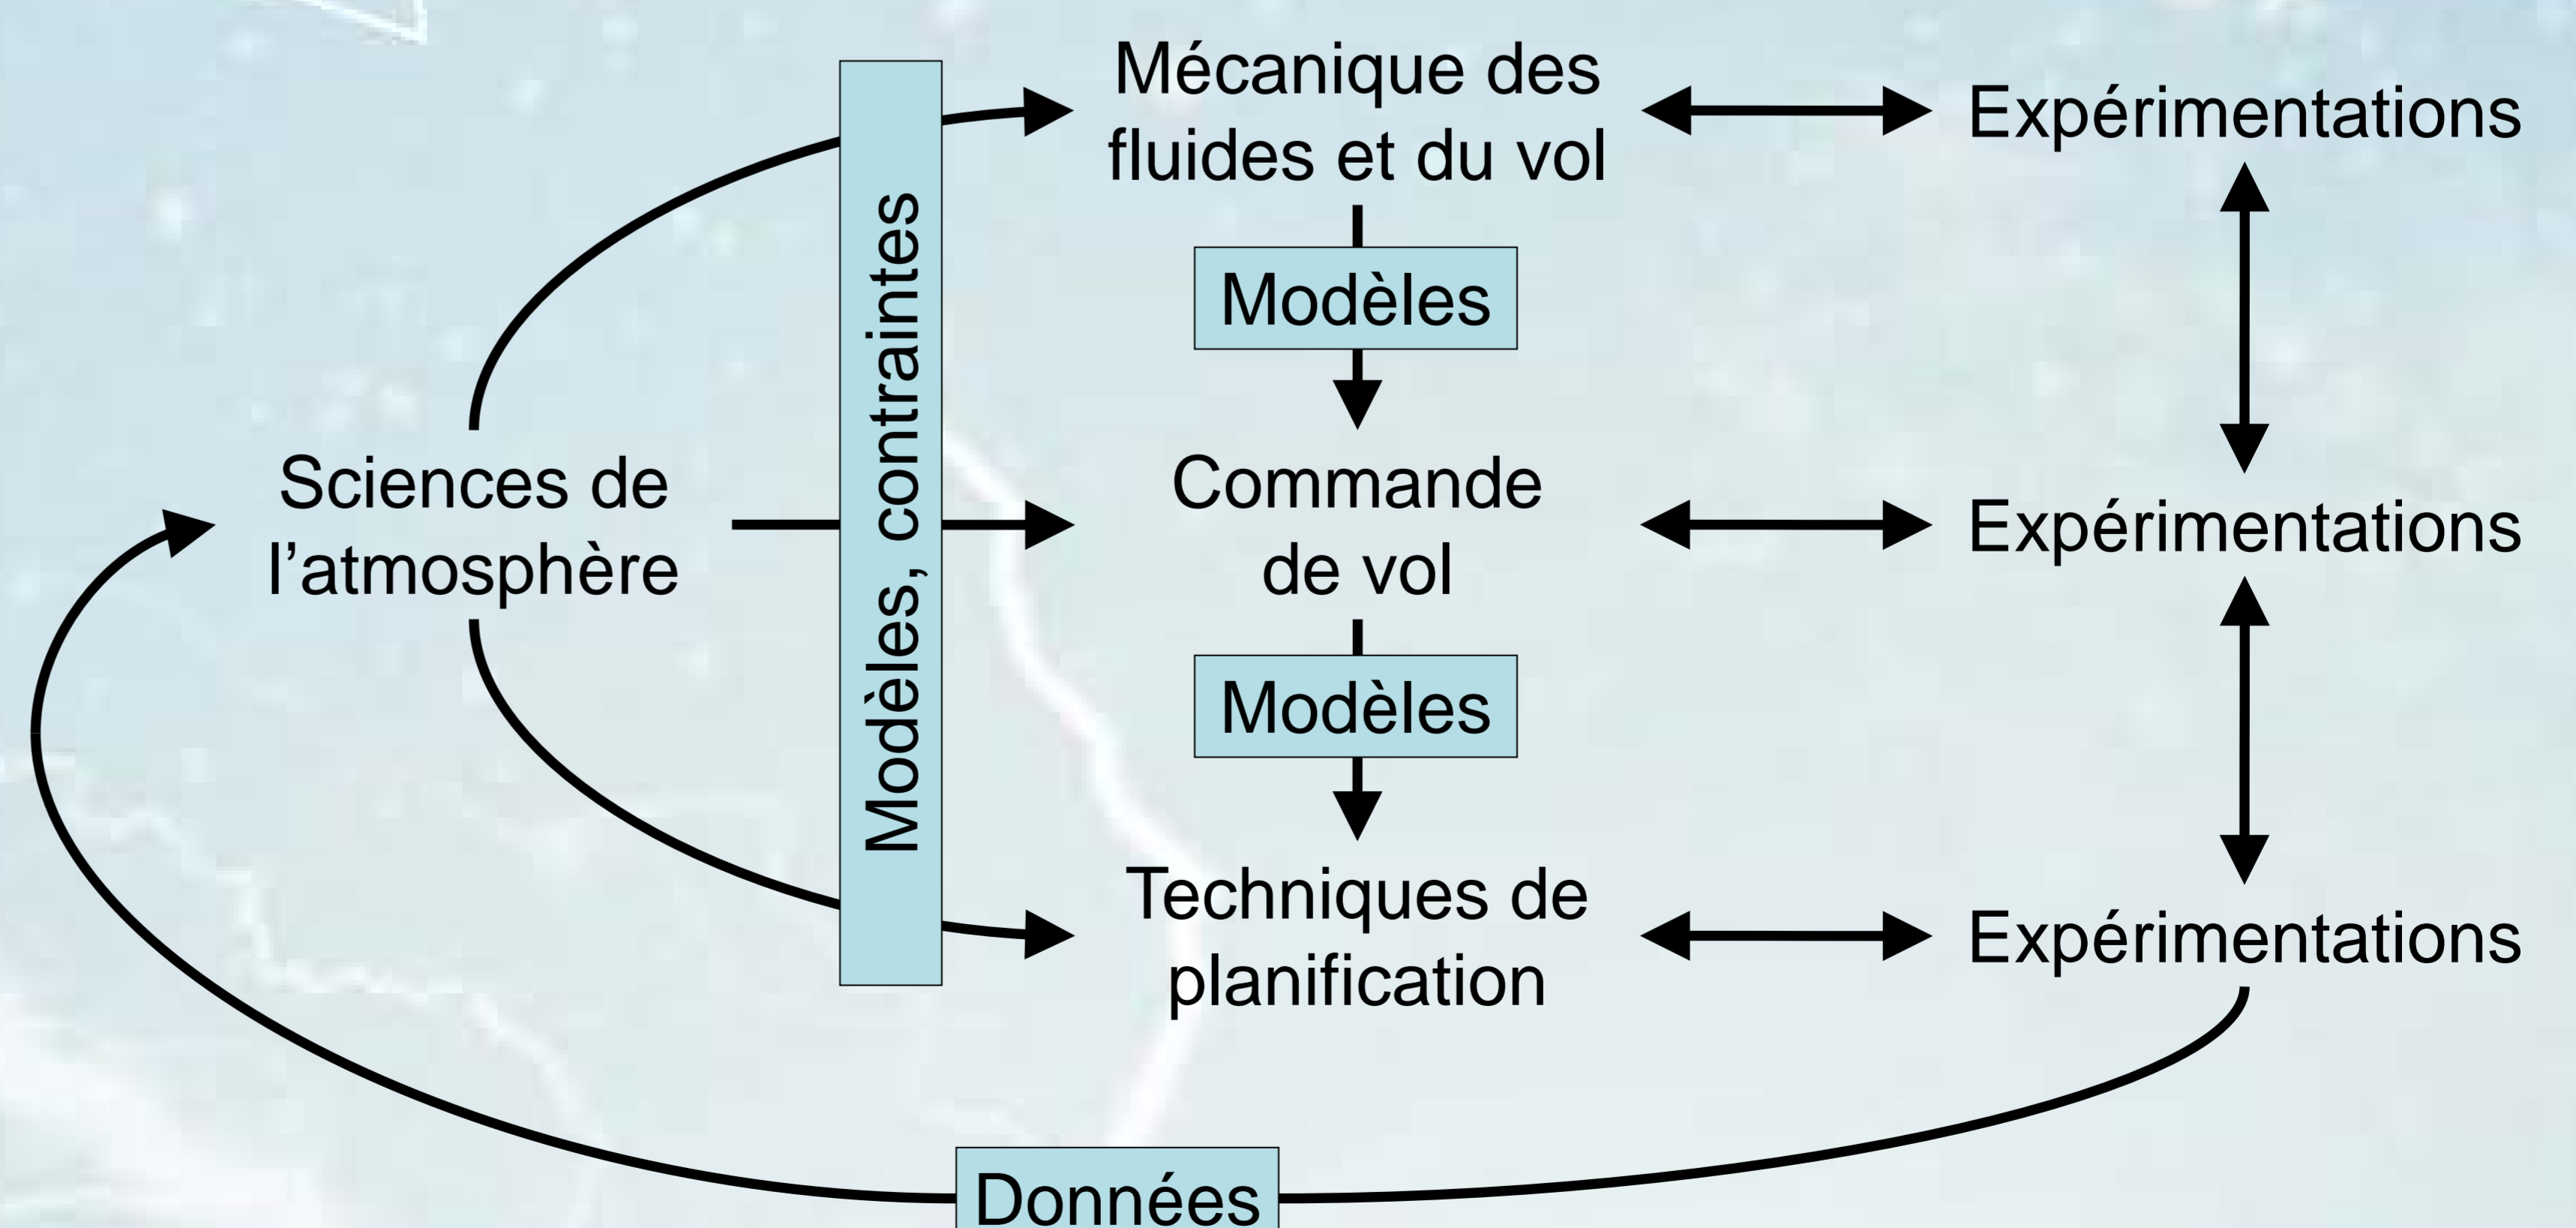 Mécanique des
fluides et du vol
Expérimentations
Modèles
Modèles, contraintes
Sciences de
l’atmosphère
Commande
de vol
Expérimentations
Modèles
Techniques de
planification
Expérimentations
Données